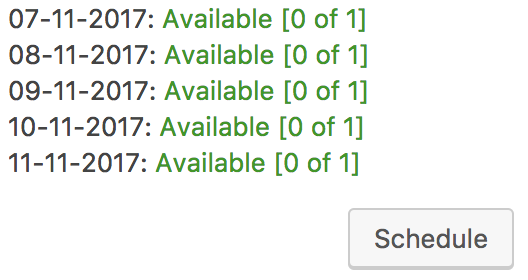 07-11-2017: Available [0 of 1]
08-11-2017: Available [0 of 1]
09-11-2017: Available [0 of 1]
10-11-2017: Available [0 of 1]
11-11-2017: Available [0 of 1]
Schedule